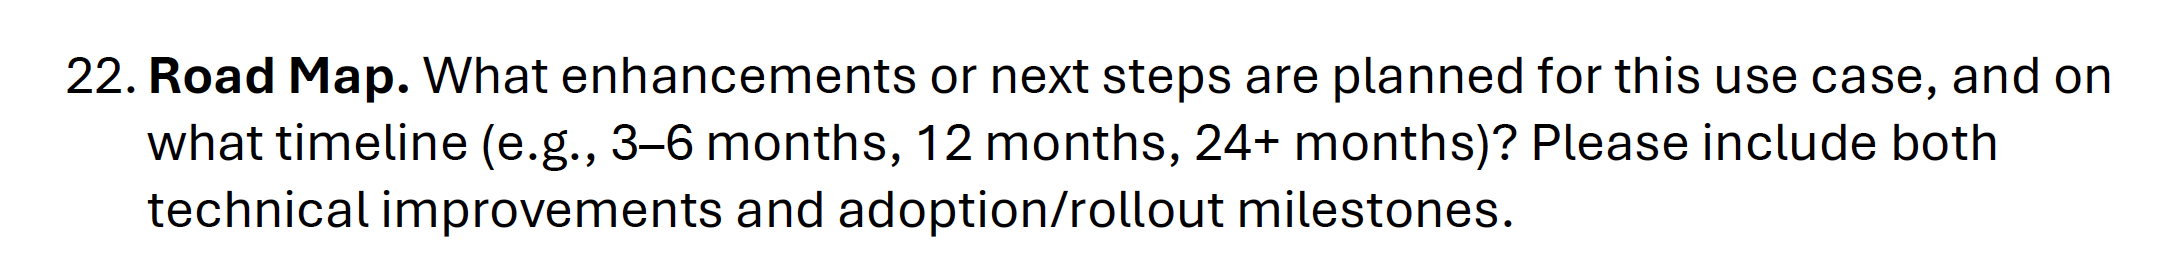 22. Road Map. What enhancements or next steps are planned for this use case, and on
what timeline (e.g., 3–6 months, 12 months, 24+ months)? Please include both
technical improvements and adoption/rollout milestones.